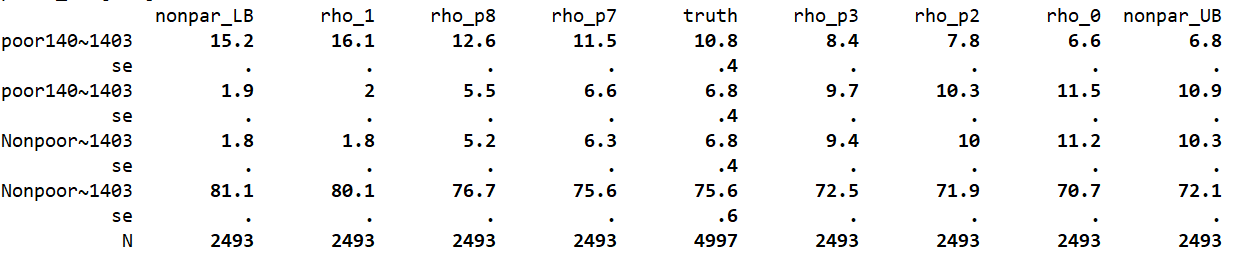 nonpar_LB rho_1 rho_p8 rho_p7 truth rho_p3 rho_p2 rho_0 nonpar_UB
poor140~1403 15.2 16.1 12.6 11.5 10.8 8.4 7.8 6.6 6.8
se . . . . .4 . . . .
poor140~1403 1.9 2 5.5 6.6 6.8 9.7 10.3 11.5 10.9
se . . . . .4 . . . .
Nonpoor~1403 1.8 1.8 5.2 6.3 6.8 9.4 10 11.2 10.3
se . . . . .4 . . . .
Nonpoor~1403 81.1 80.1 76.7 75.6 75.6 72.5 71.9 70.7 72.1
se . . . . .6 . . . .
N 2493 2493 2493 2493 4997 2493 2493 2493 2493